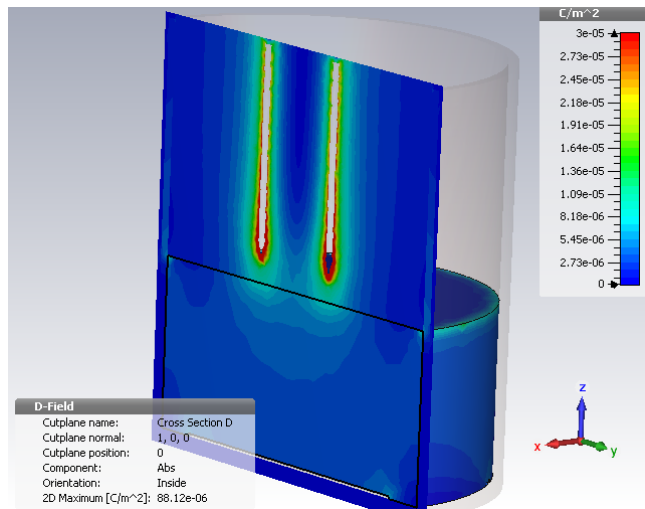 C/m^2
3e-05
2.73e-05
2.45e-05
2.18e-05
1.91e-05
1.64e-05
1.36e-05
1.09e-05
8.18e-06
5.45e-06
2.73e-06
0
z
x
y
D-Field
Cutplane name: Cross Section D
Cutplane normal: 1, 0, 0
Cutplane position: 0
Component: Abs
Orientation: Inside
2D Maximum [C/m^2]: 88.12e-06